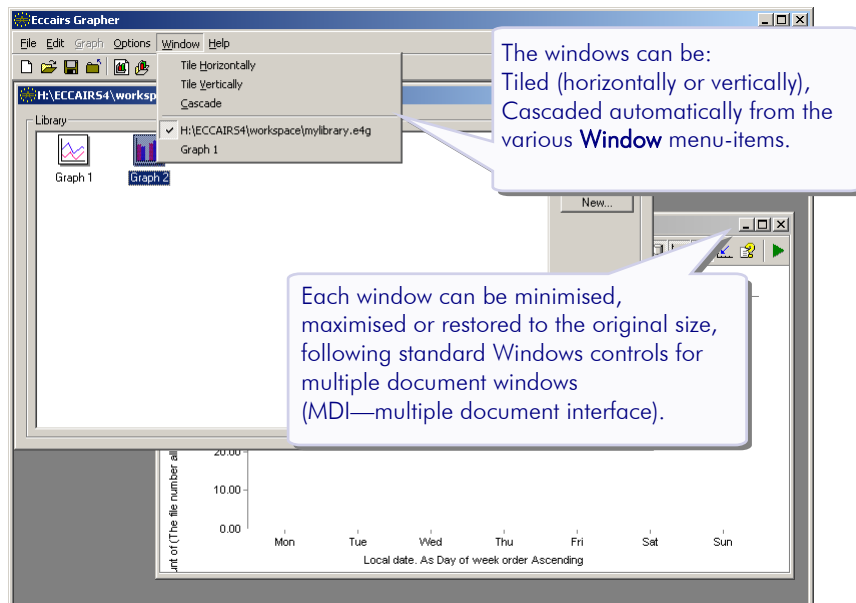 Eccairs Grapher
File Edit Graph Options Window Help
Tile Horizontally
Tile Vertically
Cascade
H:\ECCAIRS4\workspace\mylibrary.e4g
Graph 1
H:\ECCAIRS4\worksp
Library
Graph 1
Graph 2
New...
The windows can be:
Tiled (horizontally or vertically),
Cascaded automatically from the
various Window menu-items.
Each window can be minimised,
maximised or restored to the original size,
following standard Windows controls for
multiple document windows
(MDI—multiple document interface).
20.00
10.00
0.00
unt of (The file number all
Mon Tue Wed Thu Fri Sat Sun
Local date. As Day of week order Ascending